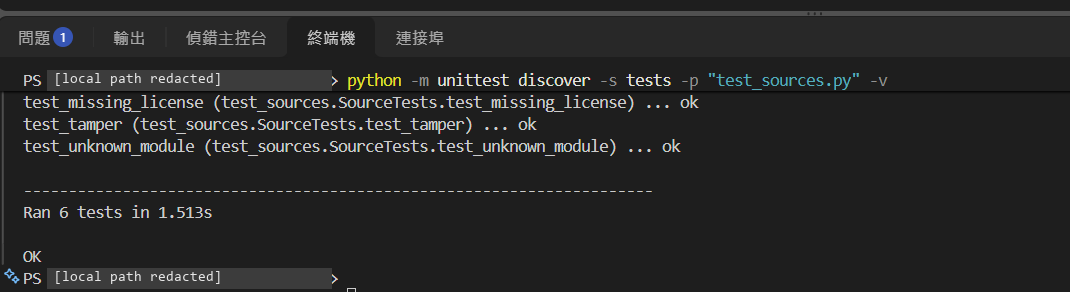 問題 1 輸出 偵錯主控台 終端機 連接埠
PS [local path redacted] > python -m unittest discover -s tests -p "test_sources.py" -v
test_missing_license (test_sources.SourceTests.test_missing_license) ... ok
test_tamper (test_sources.SourceTests.test_tamper) ... ok
test_unknown_module (test_sources.SourceTests.test_unknown_module) ... ok
----------------------------------------------------------------------
Ran 6 tests in 1.513s
OK
PS [local path redacted] >